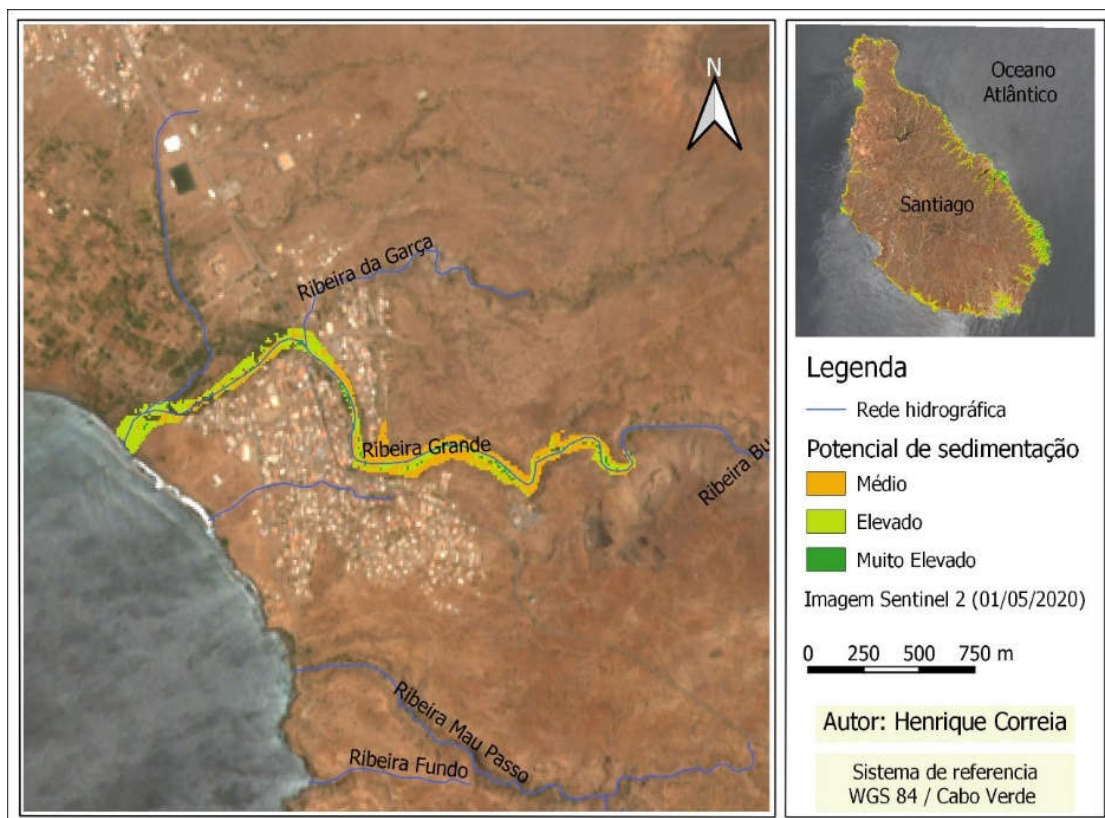 N
Ribeira da Garça
Ribeira Grande
Ribeira Bu
Ribeira Mau Passo
Ribeira Fundo
Oceano
Atlântico
Santiago
Legenda
Rede hidrográfica
Potencial de sedimentação
Médio
Elevado
Muito Elevado
Imagem Sentinel 2 (01/05/2020)
0 250 500 750 m
Autor: Henrique Correia
Sistema de referencia
WGS 84 / Cabo Verde